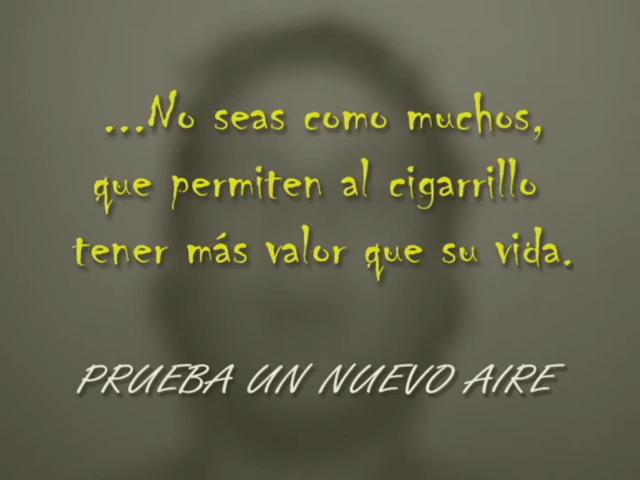 ...No seas como muchos,
que permiten al cigarrillo
tener más valor que su vida.
PRUEBA UN NUEVO AIRE